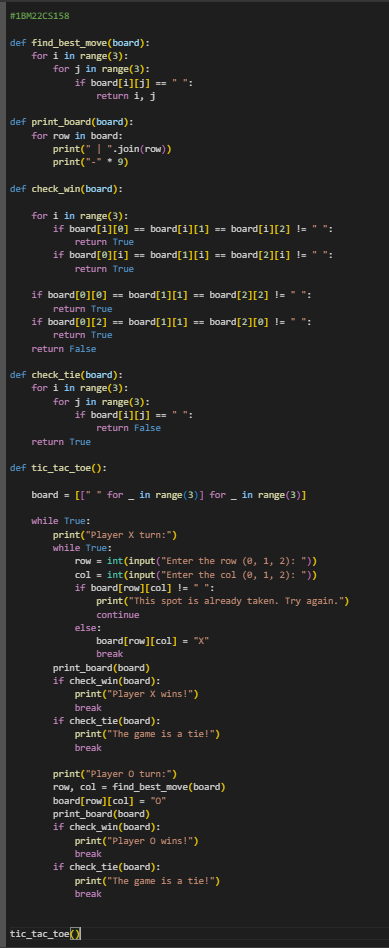 #1BM22CS158
def find_best_move(board):
    for i in range(3):
        for j in range(3):
            if board[i][j] == " ":
                return i, j
def print_board(board):
    for row in board:
        print(" | ".join(row))
        print("-" * 9)
def check_win(board):
    for i in range(3):
        if board[i][0] == board[i][1] == board[i][2] != " ":
            return True
        if board[0][i] == board[1][i] == board[2][i] != " ":
            return True
    if board[0][0] == board[1][1] == board[2][2] != " ":
        return True
    if board[0][2] == board[1][1] == board[2][0] != " ":
        return True
    return False
def check_tie(board):
    for i in range(3):
        for j in range(3):
            if board[i][j] == " ":
                return False
    return True
def tic_tac_toe():
    board = [[" " for _ in range(3)] for _ in range(3)]
    while True:
        print("Player X turn:")
        while True:
            row = int(input("Enter the row (0, 1, 2): "))
            col = int(input("Enter the col (0, 1, 2): "))
            if board[row][col] != " ":
                print("This spot is already taken. Try again.")
                continue
            else:
                board[row][col] = "X"
                break
        print_board(board)
        if check_win(board):
            print("Player X wins!")
            break
        if check_tie(board):
            print("The game is a tie!")
            break
        print("Player O turn:")
        row, col = find_best_move(board)
        board[row][col] = "O"
        print_board(board)
        if check_win(board):
            print("Player O wins!")
            break
        if check_tie(board):
            print("The game is a tie!")
            break
tic_tac_toe()